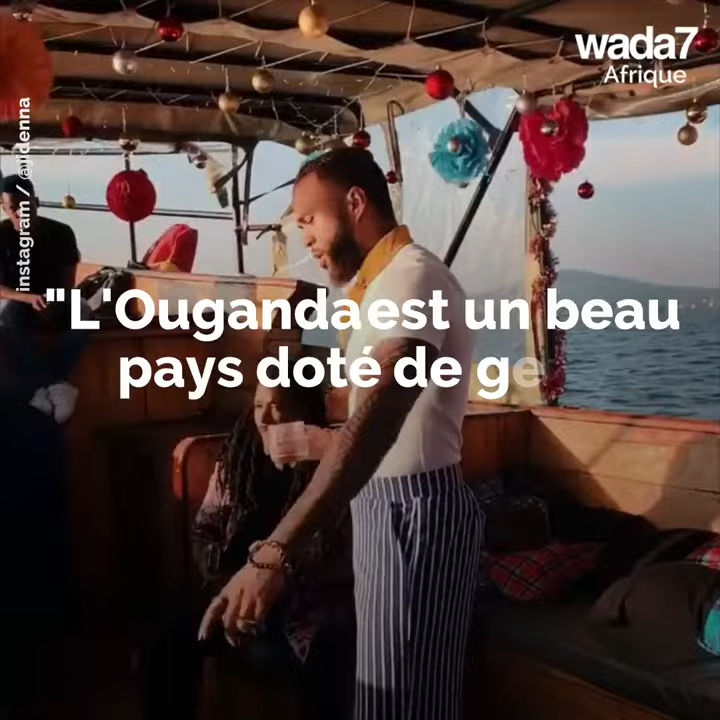 wada7
Afrique
instagram / @jidenna
"L'Ouganda est un beau
pays doté de ge